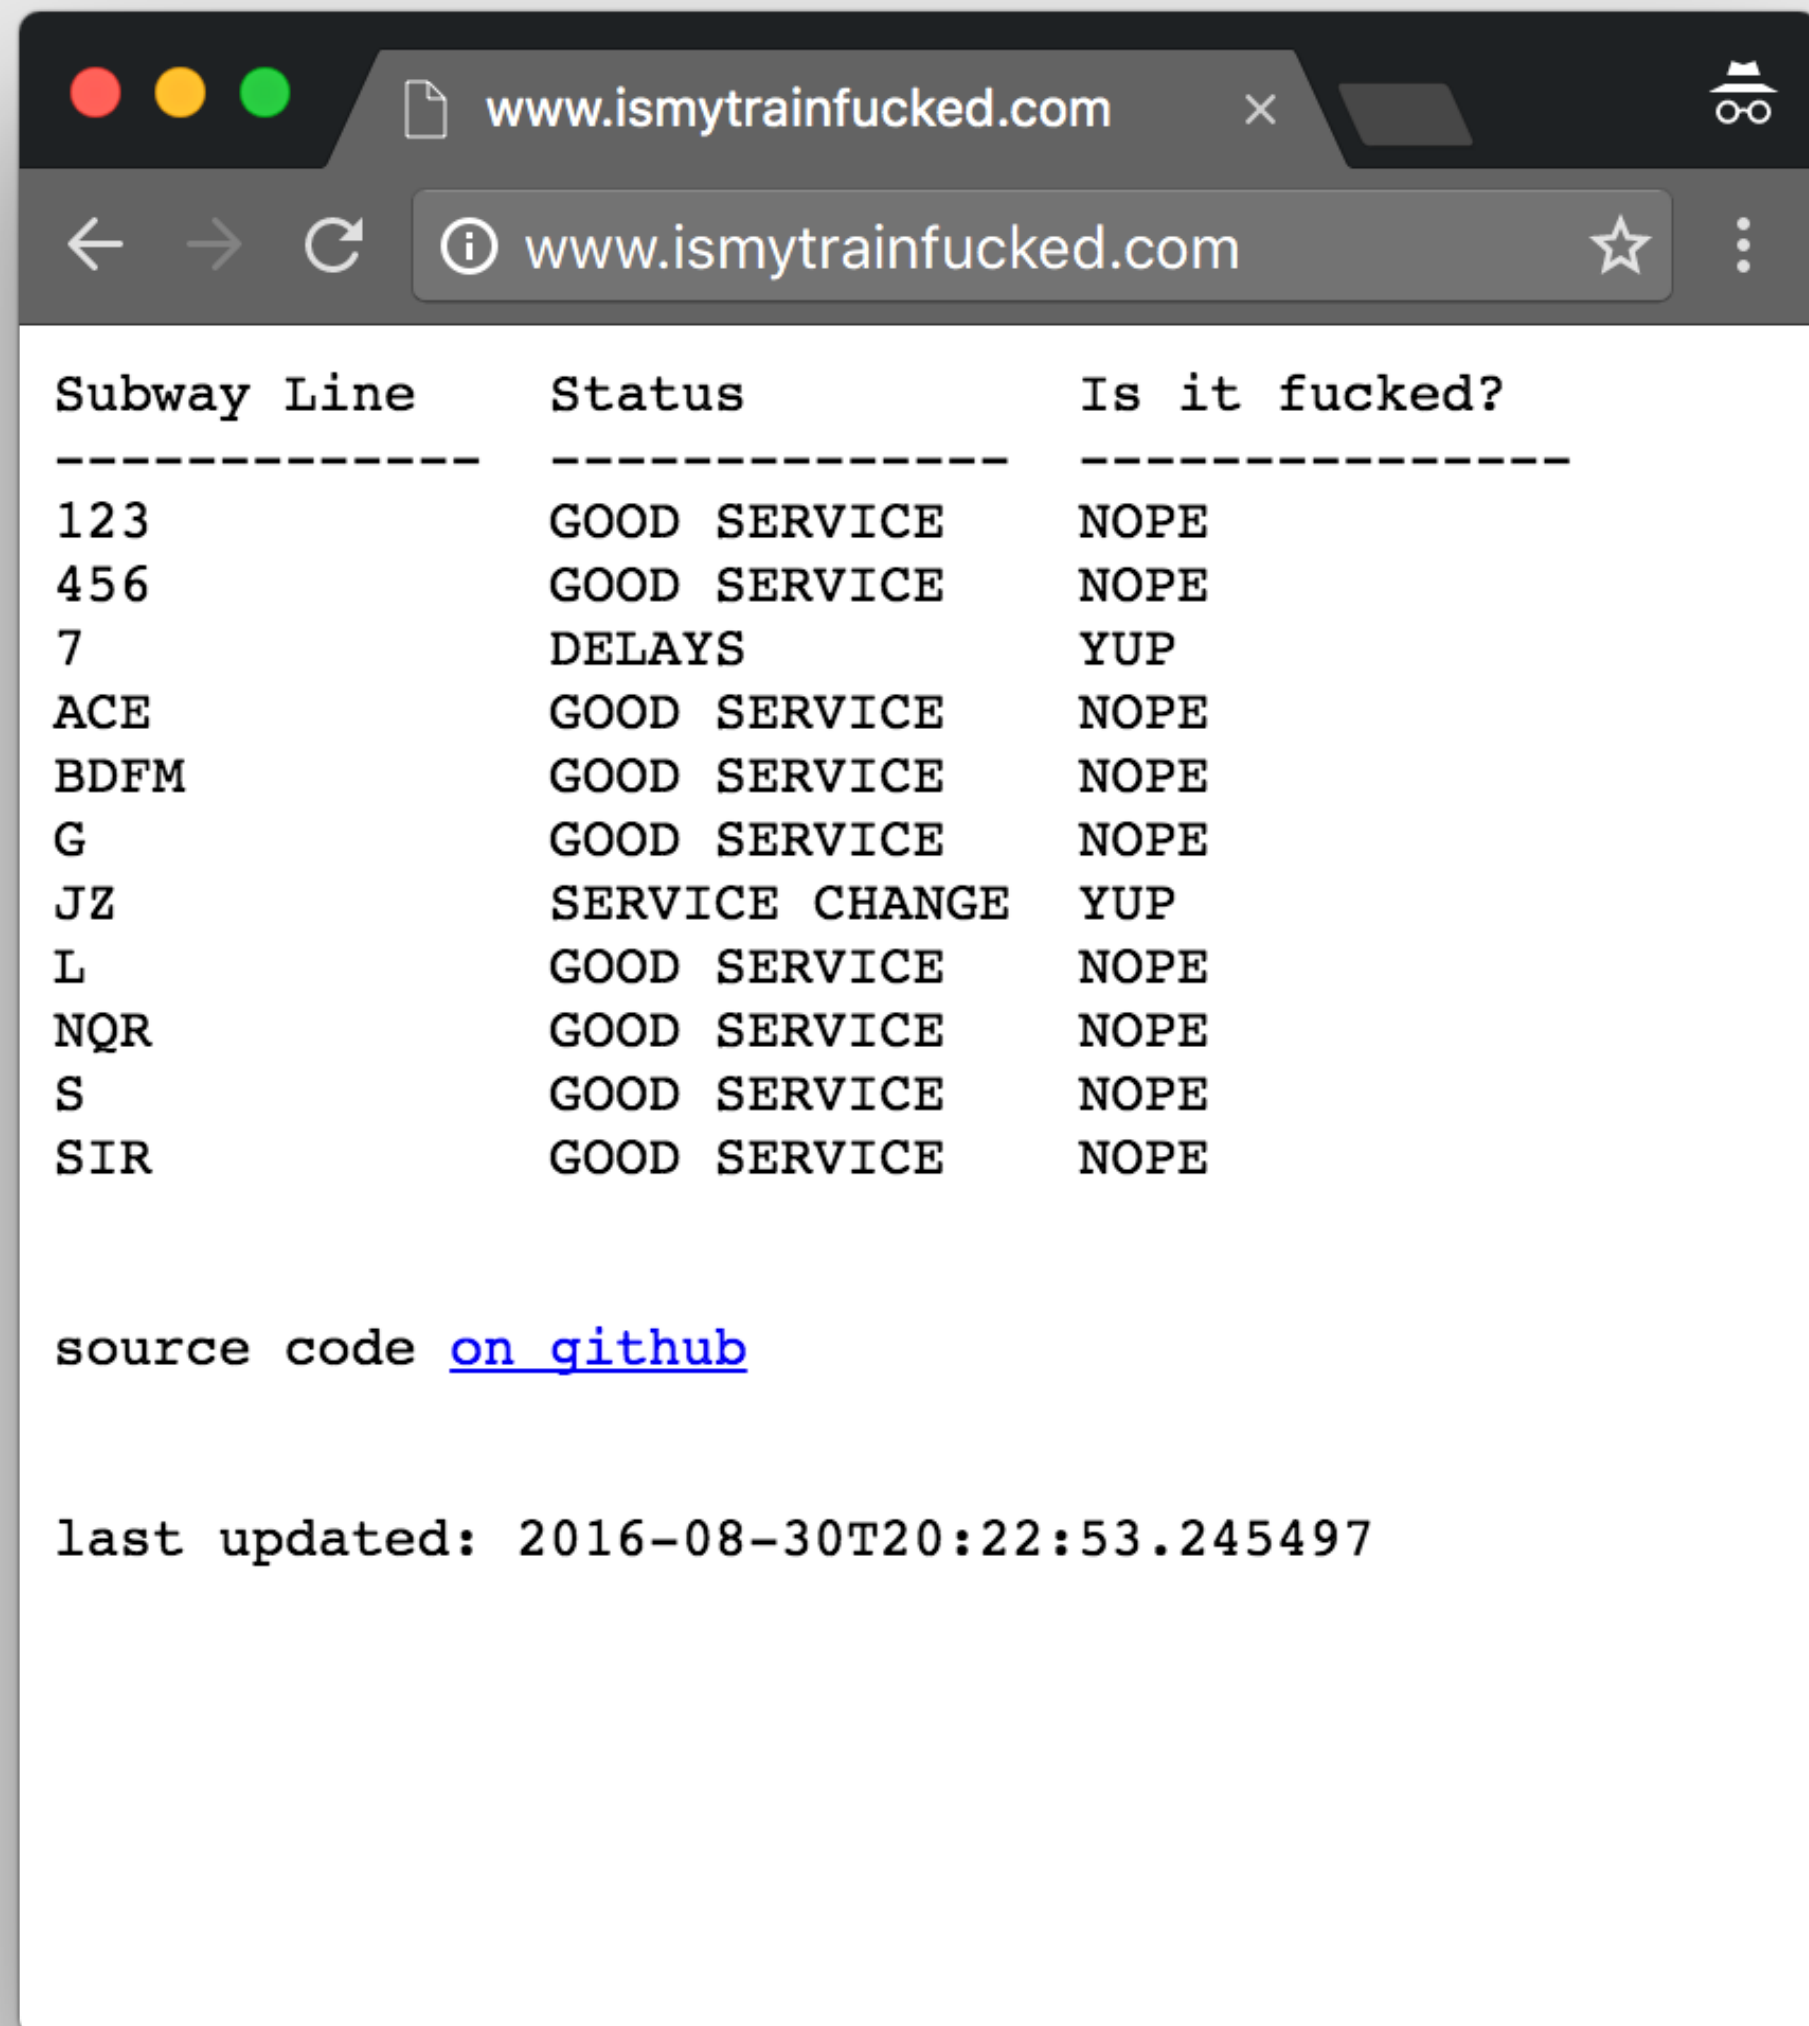 www.ismytrainfucked.com
www.ismytrainfucked.com
Subway Line Status Is it fucked?
------------- -------------- ---------------
123 GOOD SERVICE NOPE
456 GOOD SERVICE NOPE
7 DELAYS YUP
ACE GOOD SERVICE NOPE
BDFM GOOD SERVICE NOPE
G GOOD SERVICE NOPE
JZ SERVICE CHANGE YUP
L GOOD SERVICE NOPE
NQR GOOD SERVICE NOPE
S GOOD SERVICE NOPE
SIR GOOD SERVICE NOPE
source code on github
last updated: 2016-08-30T20:22:53.245497